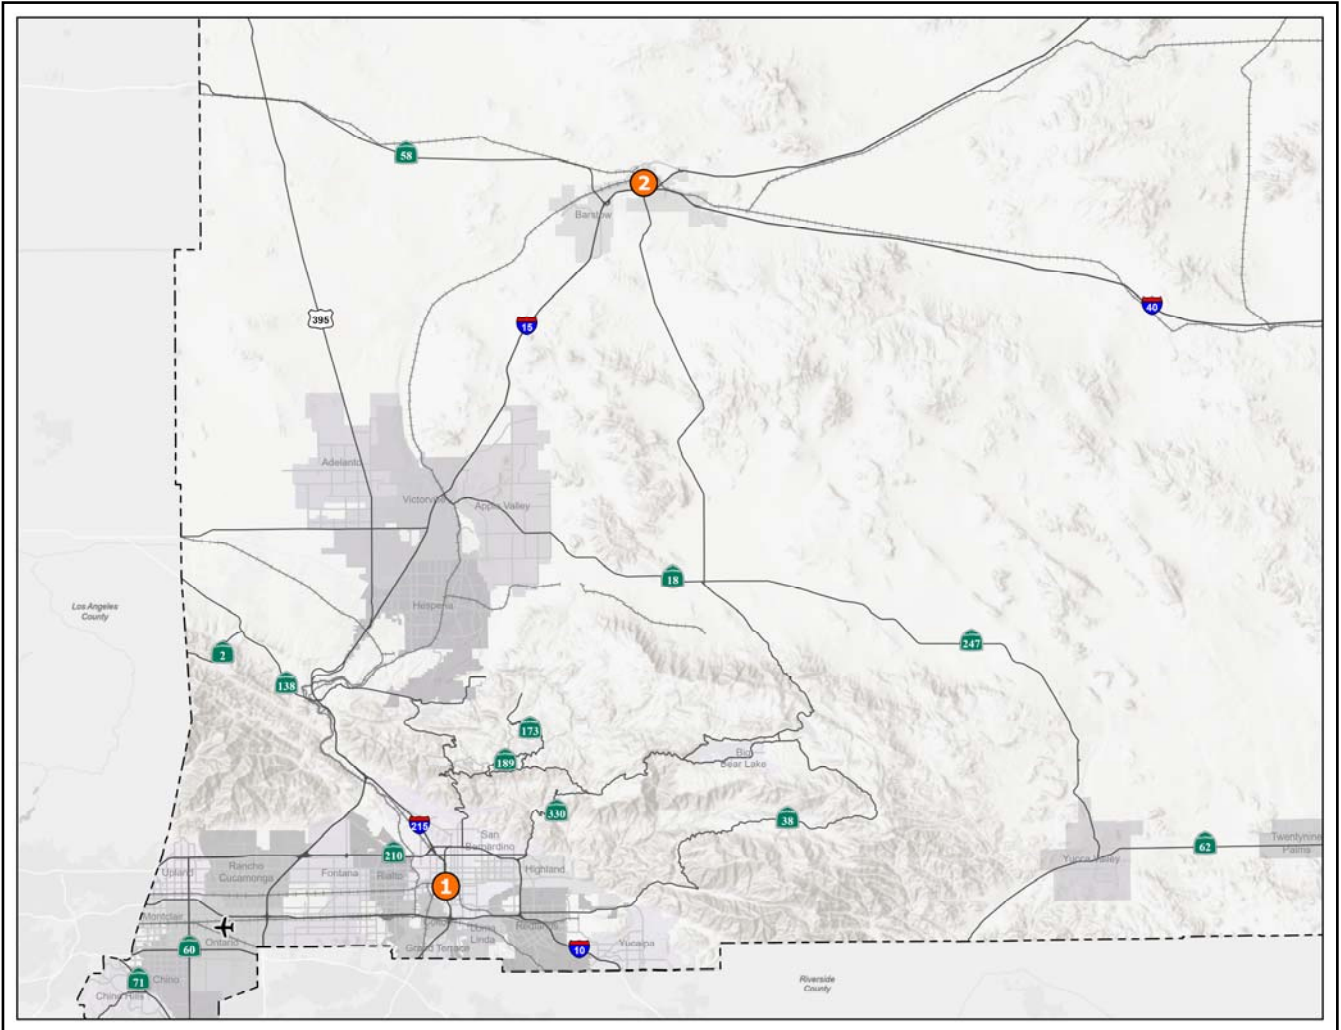 58
2
Barstow
40
395
15
Adelanto
Victorville
Apple Valley
18
Los Angeles
County
Hesperia
247
2
138
173
Big
Bear Lake
189
330
38
215
San
Bernardino
210
62
Twentynine
Palms
Yucca Valley
Upland
Rancho
Cucamonga
Fontana
Rialto
Highland
1
Montclair
Loma
Linda
Redlands
Ontario
60
Grand Terrace
10
Yucaipa
71
Chino
Chino Hills
Riverside
County